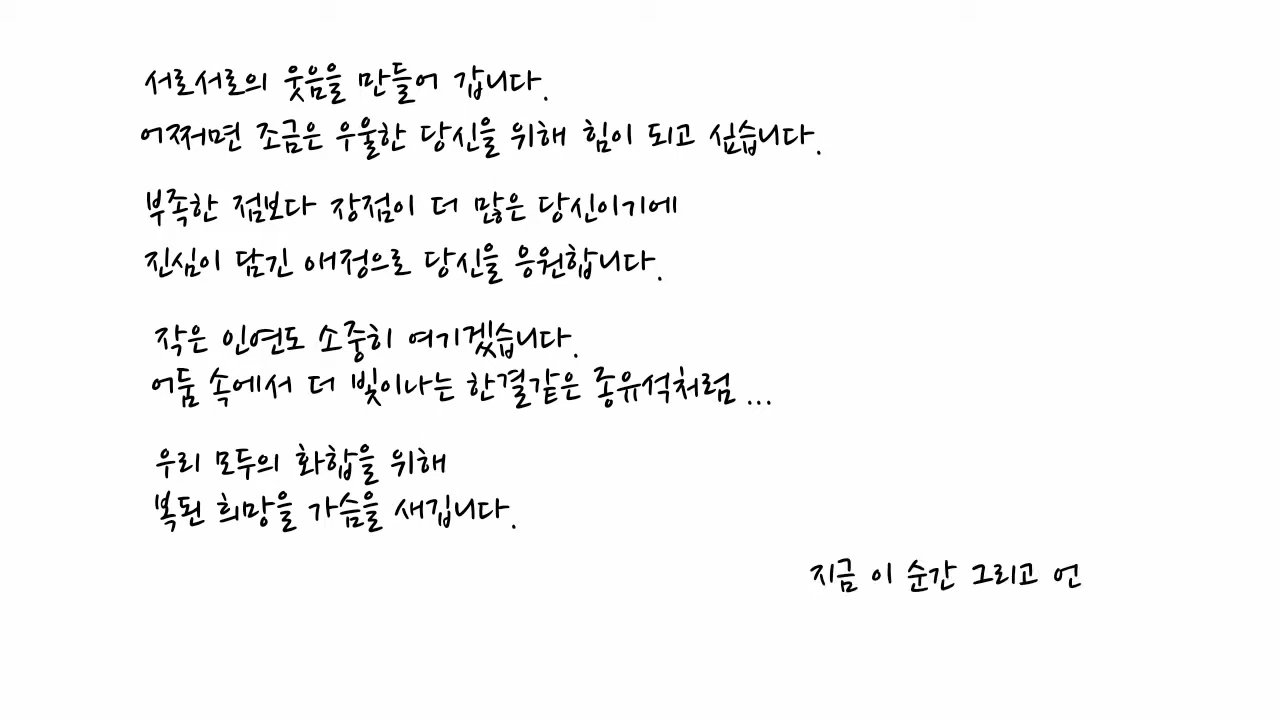 서로서로의 웃음을 만들어 갑니다.
어쩌면 조금은 우울한 당신을 위해 힘이 되고 싶습니다.
부족한 점보다 장점이 더 많은 당신이기에
진심이 담긴 애정으로 당신을 응원합니다.
작은 인연도 소중히 여기겠습니다.
어둠 속에서 더 빛이나는 한결같은 종유석처럼 ...
우리 모두의 화합을 위해
복된 희망을 가슴을 새깁니다.
지금 이 순간 그리고 언